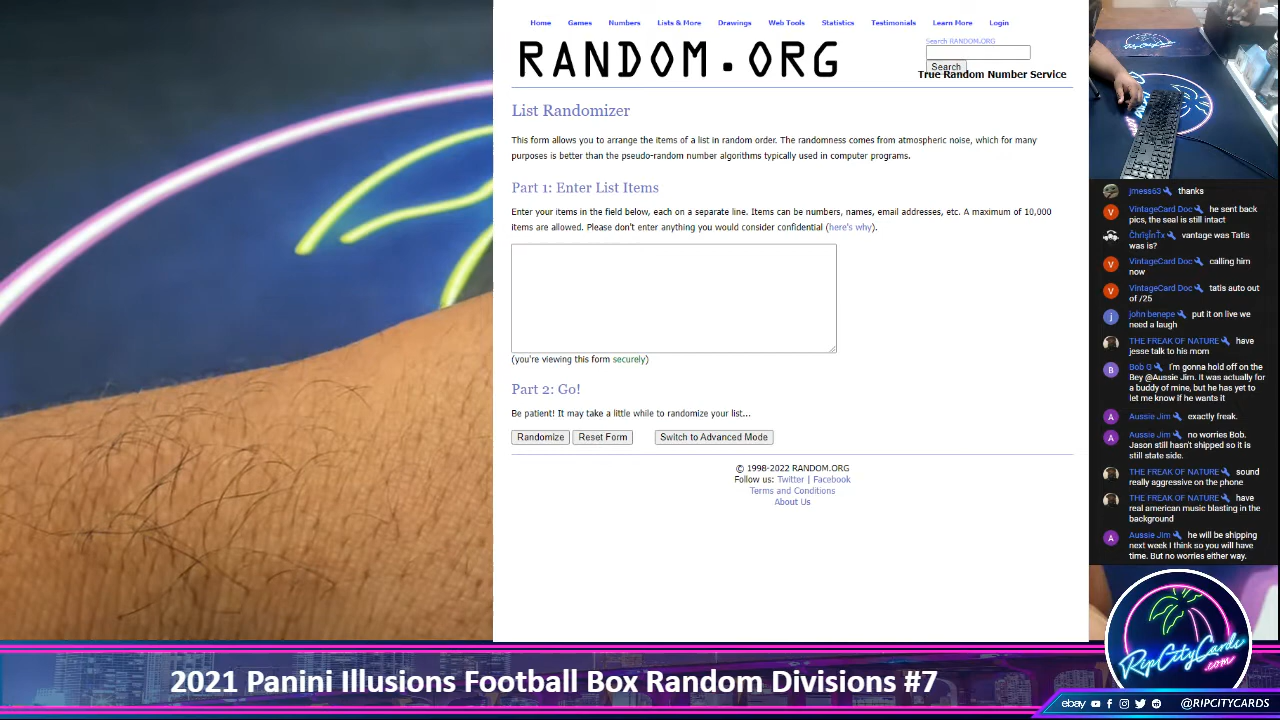 Home Games Numbers Lists & More Drawings Web Tools Statistics Testimonials Learn More Login
RANDOM.ORG
Search RANDOM.ORG
Search
True Random Number Service
List Randomizer
This form allows you to arrange the items of a list in random order. The randomness comes from atmospheric noise, which for many
purposes is better than the pseudo-random number algorithms typically used in computer programs.
Part 1: Enter List Items
Enter your items in the field below, each on a separate line. Items can be numbers, names, email addresses, etc. A maximum of 10,000
items are allowed. Please don't enter anything you would consider confidential (here's why).
(you're viewing this form securely)
Part 2: Go!
Be patient! It may take a little while to randomize your list...
Randomize Reset Form Switch to Advanced Mode
© 1998-2022 RANDOM.ORG
Follow us: Twitter | Facebook
Terms and Conditions
About Us
jmess63 thanks
VintageCard Doc he sent back
pics, the seal is still intact
ChrîşÎnŤx vantage was Tatis
was is?
VintageCard Doc calling him
now
VintageCard Doc tatis auto out
of /25
john benepe put it on live we
need a laugh
THE FREAK OF NATURE have
jesse talk to his mom
Bob G I'm gonna hold off on the
Bey @Aussie Jim. It was actually for
a buddy of mine, but he has yet to
let me know if he wants it
Aussie Jim exactly freak.
Aussie Jim no worries Bob.
Jason still hasn't shipped so it is
still state side.
THE FREAK OF NATURE sound
really aggressive on the phone
THE FREAK OF NATURE have
real american music blasting in the
background
Aussie Jim he will be shipping
next week I think so you will have
time. But no worries either way.
RipCityCards
.com
2021 Panini Illusions Football Box Random Divisions #7
ebay @RIPCITYCARDS